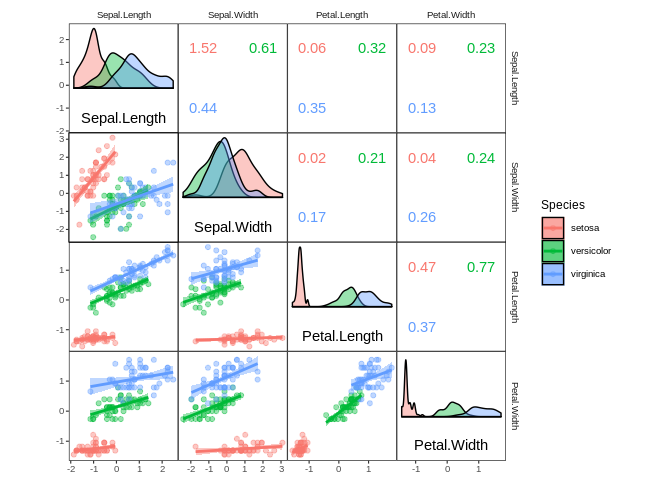 Sepal.Length Sepal.Width Petal.Length Petal.Width
2
1
0
-1
-2
Sepal.Length
1.52 0.61
0.44
0.06 0.32
0.35
0.09 0.23
0.13
Sepal.Length
3
2
1
0
-1
-2
Sepal.Width
0.02 0.21
0.17
0.04 0.24
0.26
Sepal.Width
1
0
-1
Petal.Length
0.47 0.77
0.37
Petal.Length
1
0
-1
Petal.Width
Petal.Width
-2 -1 0 1 2
-2 -1 0 1 2 3
-1 0 1
-1 0 1
Species
setosa
versicolor
virginica